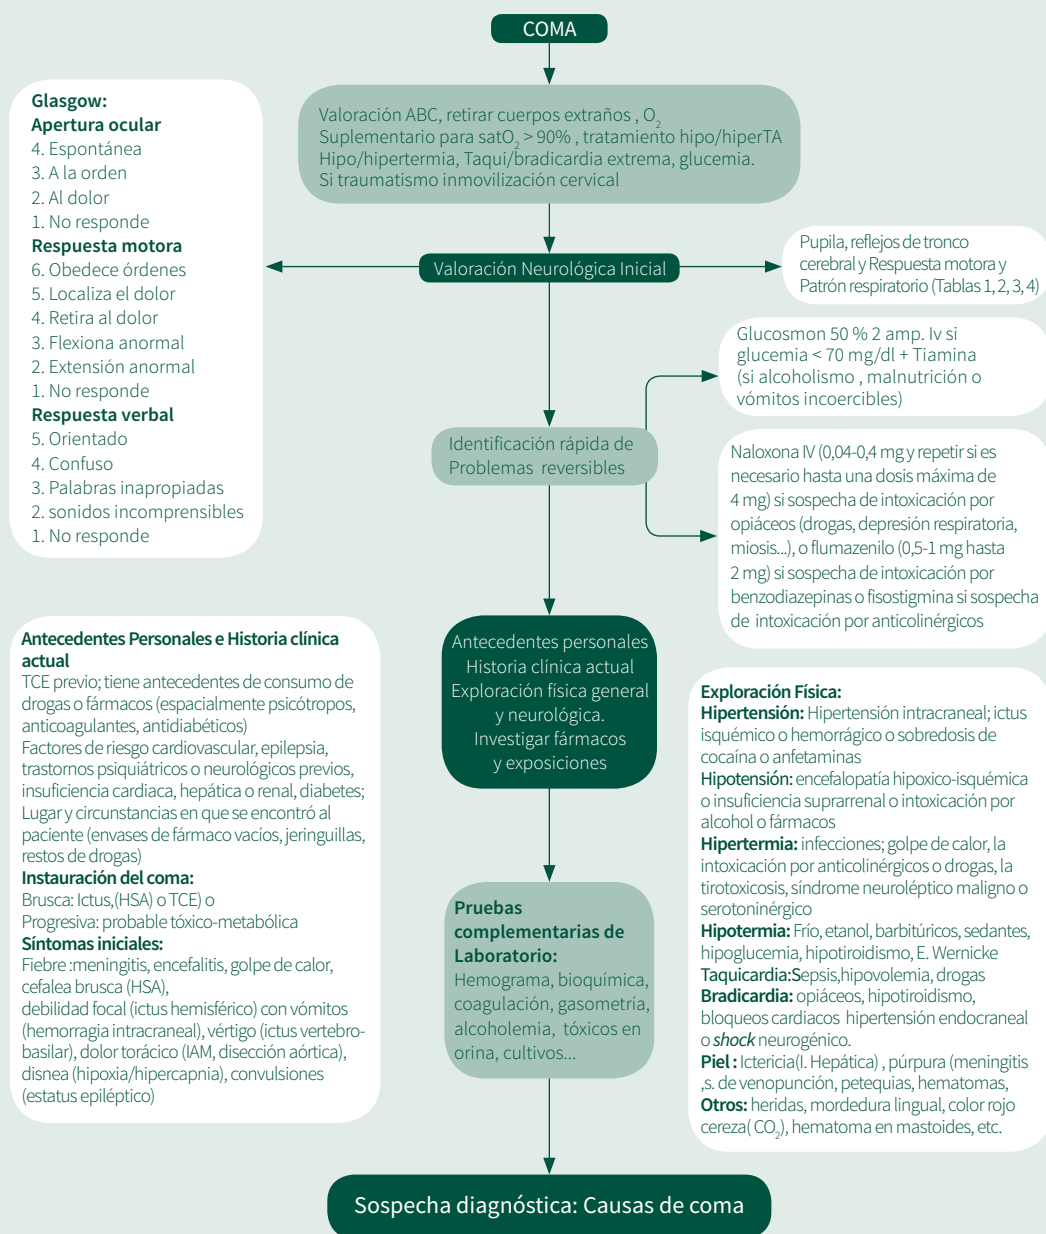 COMA
Valoración ABC, retirar cuerpos extraños , O₂
Suplementario para satO₂ > 90% , tratamiento hipo/hiperTA
Hipo/hipertermia, Taqui/bradicardia extrema, glucemia.
Si traumatismo inmovilización cervical
Glasgow:
Apertura ocular
4. Espontánea
3. A la orden
2. Al dolor
1. No responde
Respuesta motora
6. Obedece órdenes
5. Localiza el dolor
4. Retira al dolor
3. Flexiona anormal
2. Extensión anormal
1. No responde
Respuesta verbal
5. Orientado
4. Confuso
3. Palabras inapropiadas
2. sonidos incomprensibles
1. No responde
Valoración Neurológica Inicial
Pupila, reflejos de tronco
cerebral y Respuesta motora y
Patrón respiratorio (Tablas 1, 2, 3, 4)
Glucosmon 50 % 2 amp. Iv si
glucemia < 70 mg/dl + Tiamina
(si alcoholismo , malnutrición o
vómitos incoercibles)
Identificación rápida de
Problemas reversibles
Naloxona IV (0,04-0,4 mg y repetir si es
necesario hasta una dosis máxima de
4 mg) si sospecha de intoxicación por
opiáceos (drogas, depresión respiratoria,
miosis...), o flumazenilo (0,5-1 mg hasta
2 mg) si sospecha de intoxicación por
benzodiazepinas o fisostigmina si sospecha
de intoxicación por anticolinérgicos
Antecedentes personales
Historia clínica actual
Exploración física general
y neurológica.
Investigar fármacos
y exposiciones
Antecedentes Personales e Historia clínica
actual
TCE previo; tiene antecedentes de consumo de
drogas o fármacos (espacialmente psicótropos,
anticoagulantes, antidiabéticos)
Factores de riesgo cardiovascular, epilepsia,
trastornos psiquiátricos o neurológicos previos,
insuficiencia cardiaca, hepática o renal, diabetes;
Lugar y circunstancias en que se encontró al
paciente (envases de fármaco vacíos, jeringuillas,
restos de drogas)
Instauración del coma:
Brusca: Ictus,(HSA) o TCE) o
Progresiva: probable tóxico-metabólica
Síntomas iniciales:
Fiebre :meningitis, encefalitis, golpe de calor,
cefalea brusca (HSA),
debilidad focal (ictus hemisférico) con vómitos
(hemorragia intracraneal), vértigo (ictus vertebro-
basilar), dolor torácico (IAM, disección aórtica),
disnea (hipoxia/hipercapnia), convulsiones
(estatus epiléptico)
Pruebas
complementarias de
Laboratorio:
Hemograma, bioquímica,
coagulación, gasometría,
alcoholemia, tóxicos en
orina, cultivos...
Exploración Física:
Hipertensión: Hipertensión intracraneal; ictus
isquémico o hemorrágico o sobredosis de
cocaína o anfetaminas
Hipotensión: encefalopatía hipoxico-isquémica
o insuficiencia suprarrenal o intoxicación por
alcohol o fármacos
Hipertermia: infecciones; golpe de calor, la
intoxicación por anticolinérgicos o drogas, la
tirotoxicosis, síndrome neuroléptico maligno o
serotoninérgico
Hipotermia: Frío, etanol, barbitúricos, sedantes,
hipoglucemia, hipotiroidismo, E. Wernicke
Taquicardia:Sepsis,hipovolemia, drogas
Bradicardia: opiáceos, hipotiroidismo,
bloqueos cardiacos hipertensión endocraneal
o shock neurogénico.
Piel : Ictericia(I. Hepática) , púrpura (meningitis
,s. de venopunción, petequias, hematomas,
Otros: heridas, mordedura lingual, color rojo
cereza( CO₂), hematoma en mastoides, etc.
Sospecha diagnóstica: Causas de coma